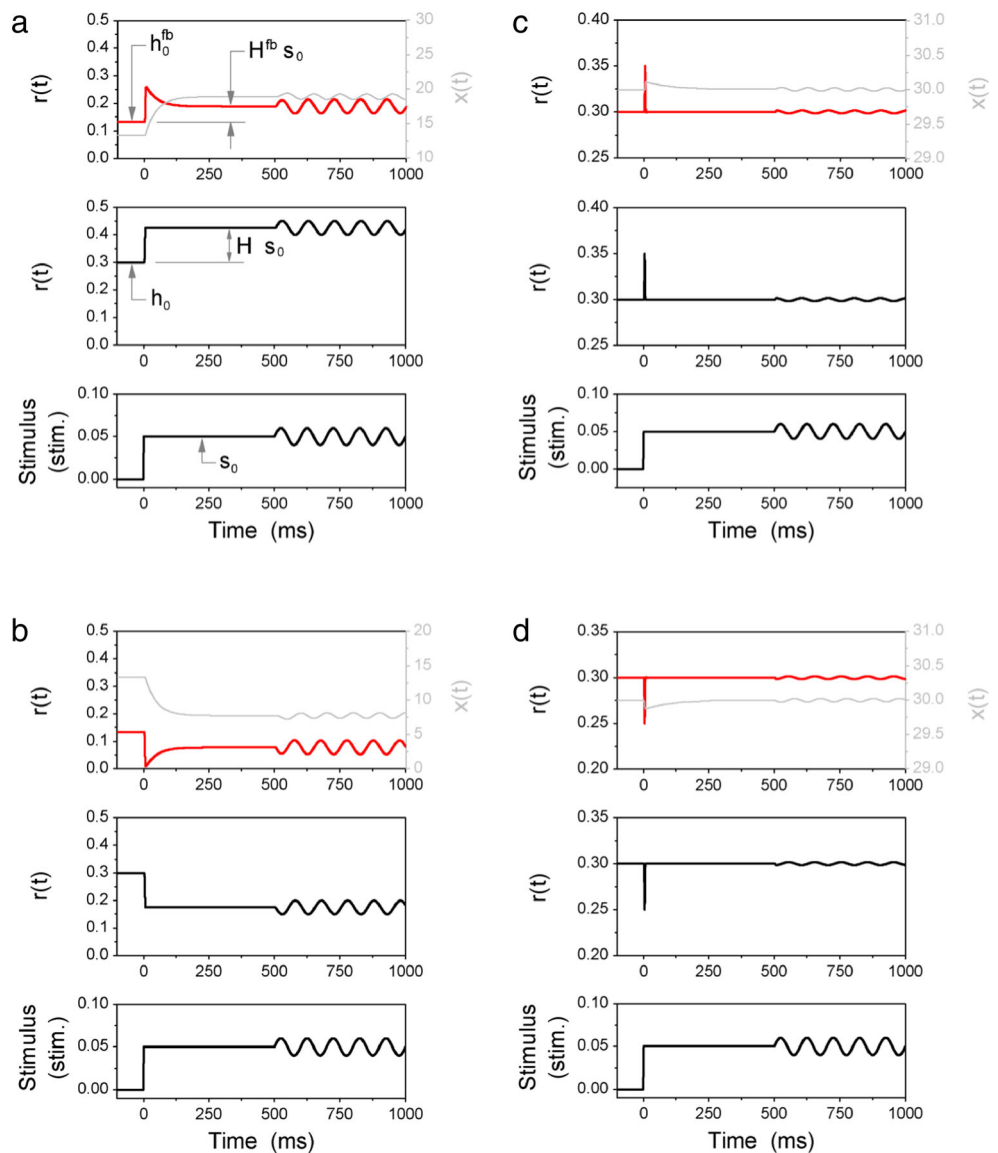 a
r(t)
0.5
0.4
0.3
0.2
0.1
0.0
h₀ᶠᵇ
Hᶠᵇ s₀
30
25
20
15
10
x(t)
0 250 500 750 1000
r(t)
0.5
0.4
0.3
0.2
0.1
0.0
H s₀
h₀
0 250 500 750 1000
Stimulus
(stim.)
0.10
0.05
0.00
s₀
0 250 500 750 1000
Time (ms)
c
r(t)
0.40
0.35
0.30
0.25
31.0
30.5
30.0
29.5
29.0
x(t)
0 250 500 750 1000
r(t)
0.40
0.35
0.30
0.25
0 250 500 750 1000
Stimulus
(stim.)
0.10
0.05
0.00
0 250 500 750 1000
Time (ms)
b
r(t)
0.5
0.4
0.3
0.2
0.1
0.0
20
15
10
5
0
x(t)
0 250 500 750 1000
r(t)
0.5
0.4
0.3
0.2
0.1
0.0
0 250 500 750 1000
Stimulus
(stim.)
0.10
0.05
0.00
0 250 500 750 1000
Time (ms)
d
r(t)
0.35
0.30
0.25
0.20
31.0
30.5
30.0
29.5
29.0
x(t)
0 250 500 750 1000
r(t)
0.35
0.30
0.25
0.20
0 250 500 750 1000
Stimulus
(stim.)
0.10
0.05
0.00
0 250 500 750 1000
Time (ms)